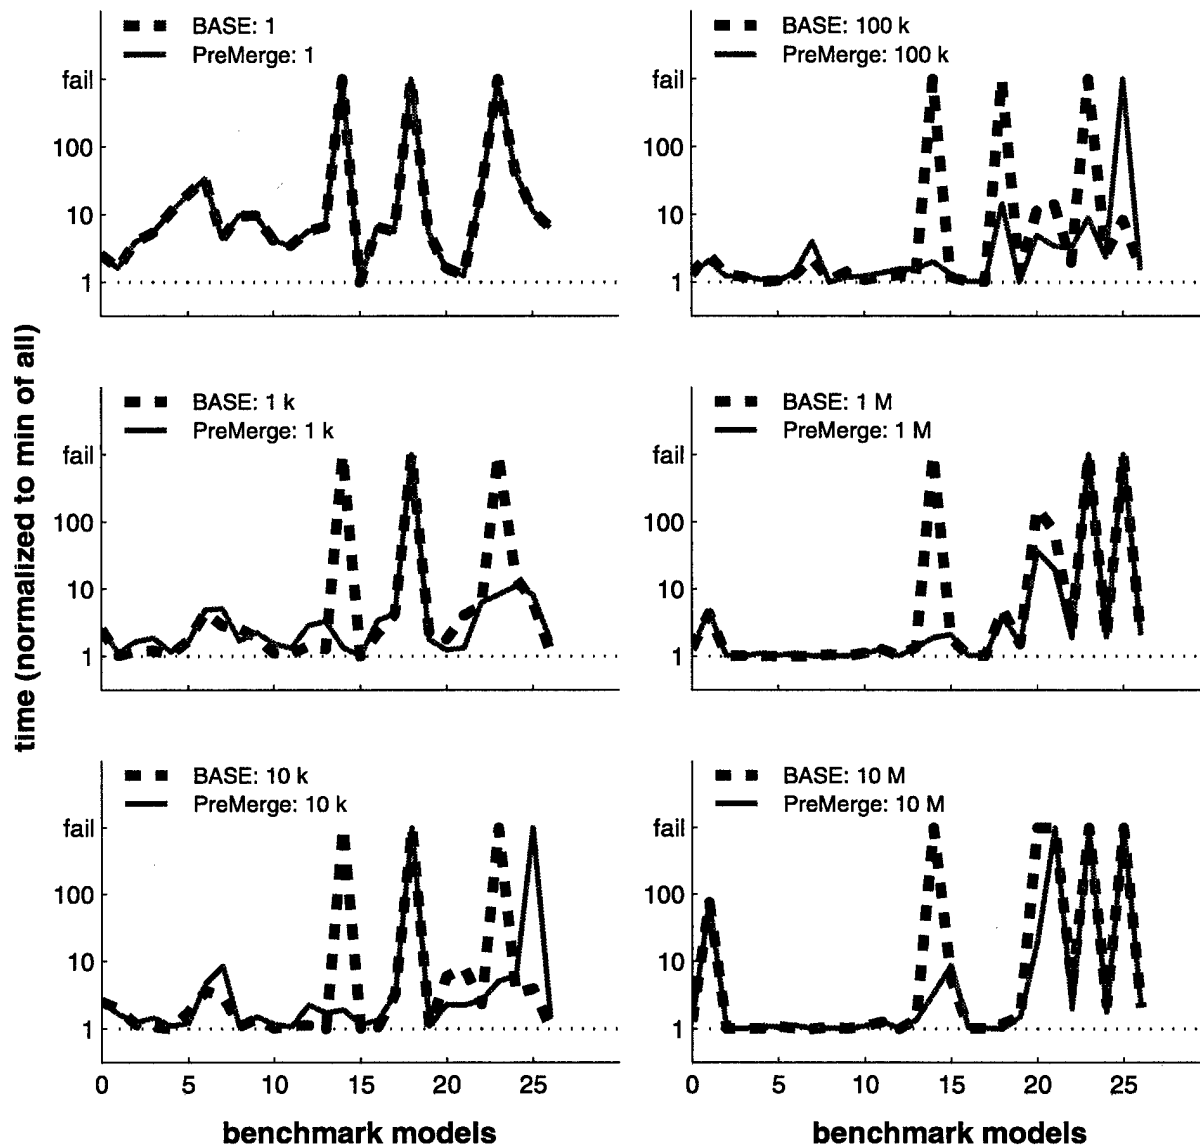 BASE: 1
PreMerge: 1
fail
100
10
1
BASE: 100 k
PreMerge: 100 k
fail
100
10
1
time (normalized to min of all)
BASE: 1 k
PreMerge: 1 k
fail
100
10
1
BASE: 1 M
PreMerge: 1 M
fail
100
10
1
BASE: 10 k
PreMerge: 10 k
fail
100
10
1
0 5 10 15 20 25
benchmark models
BASE: 10 M
PreMerge: 10 M
fail
100
10
1
0 5 10 15 20 25
benchmark models